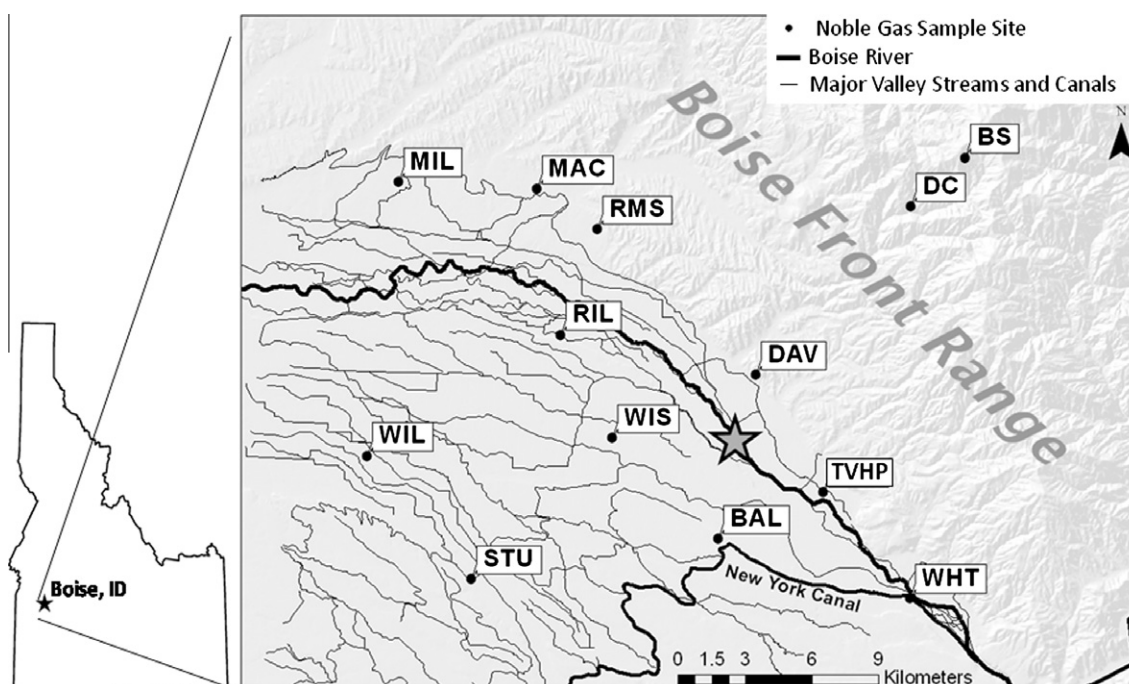 Noble Gas Sample Site
Boise River
Major Valley Streams and Canals
N
Boise Front Range
BS
MIL
MAC
DC
RMS
RIL
DAV
WIS
WIL
TVHP
BAL
STU
WHT
New York Canal
Boise, ID
0 1.5 3 6 9
Kilometers